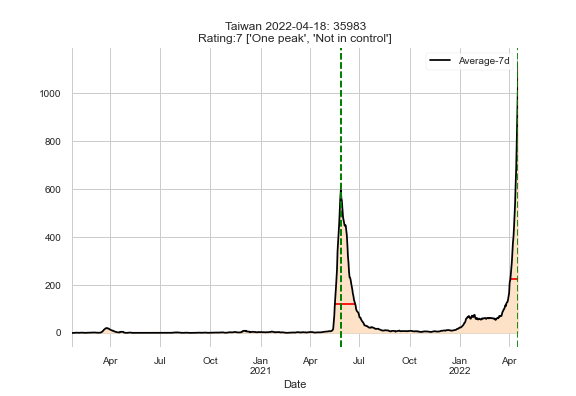 Taiwan 2022-04-18: 35983
Rating:7 ['One peak', 'Not in control']
Average-7d
1000
800
600
400
200
0
Apr Jul Oct Jan Apr Jul Oct Jan Apr
2021 2022
Date